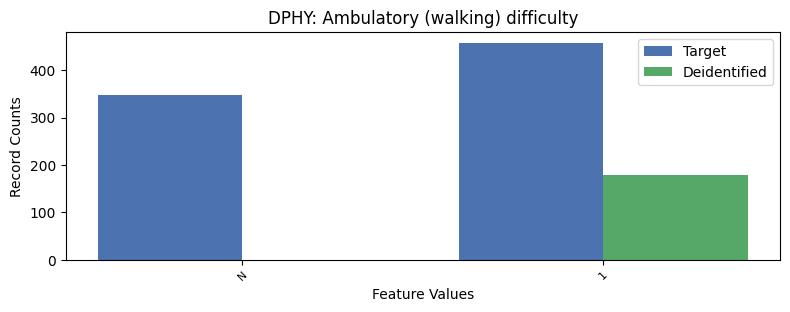 DPHY: Ambulatory (walking) difficulty
Target
Deidentified
Record Counts
400
300
200
100
0
N
1
Feature Values